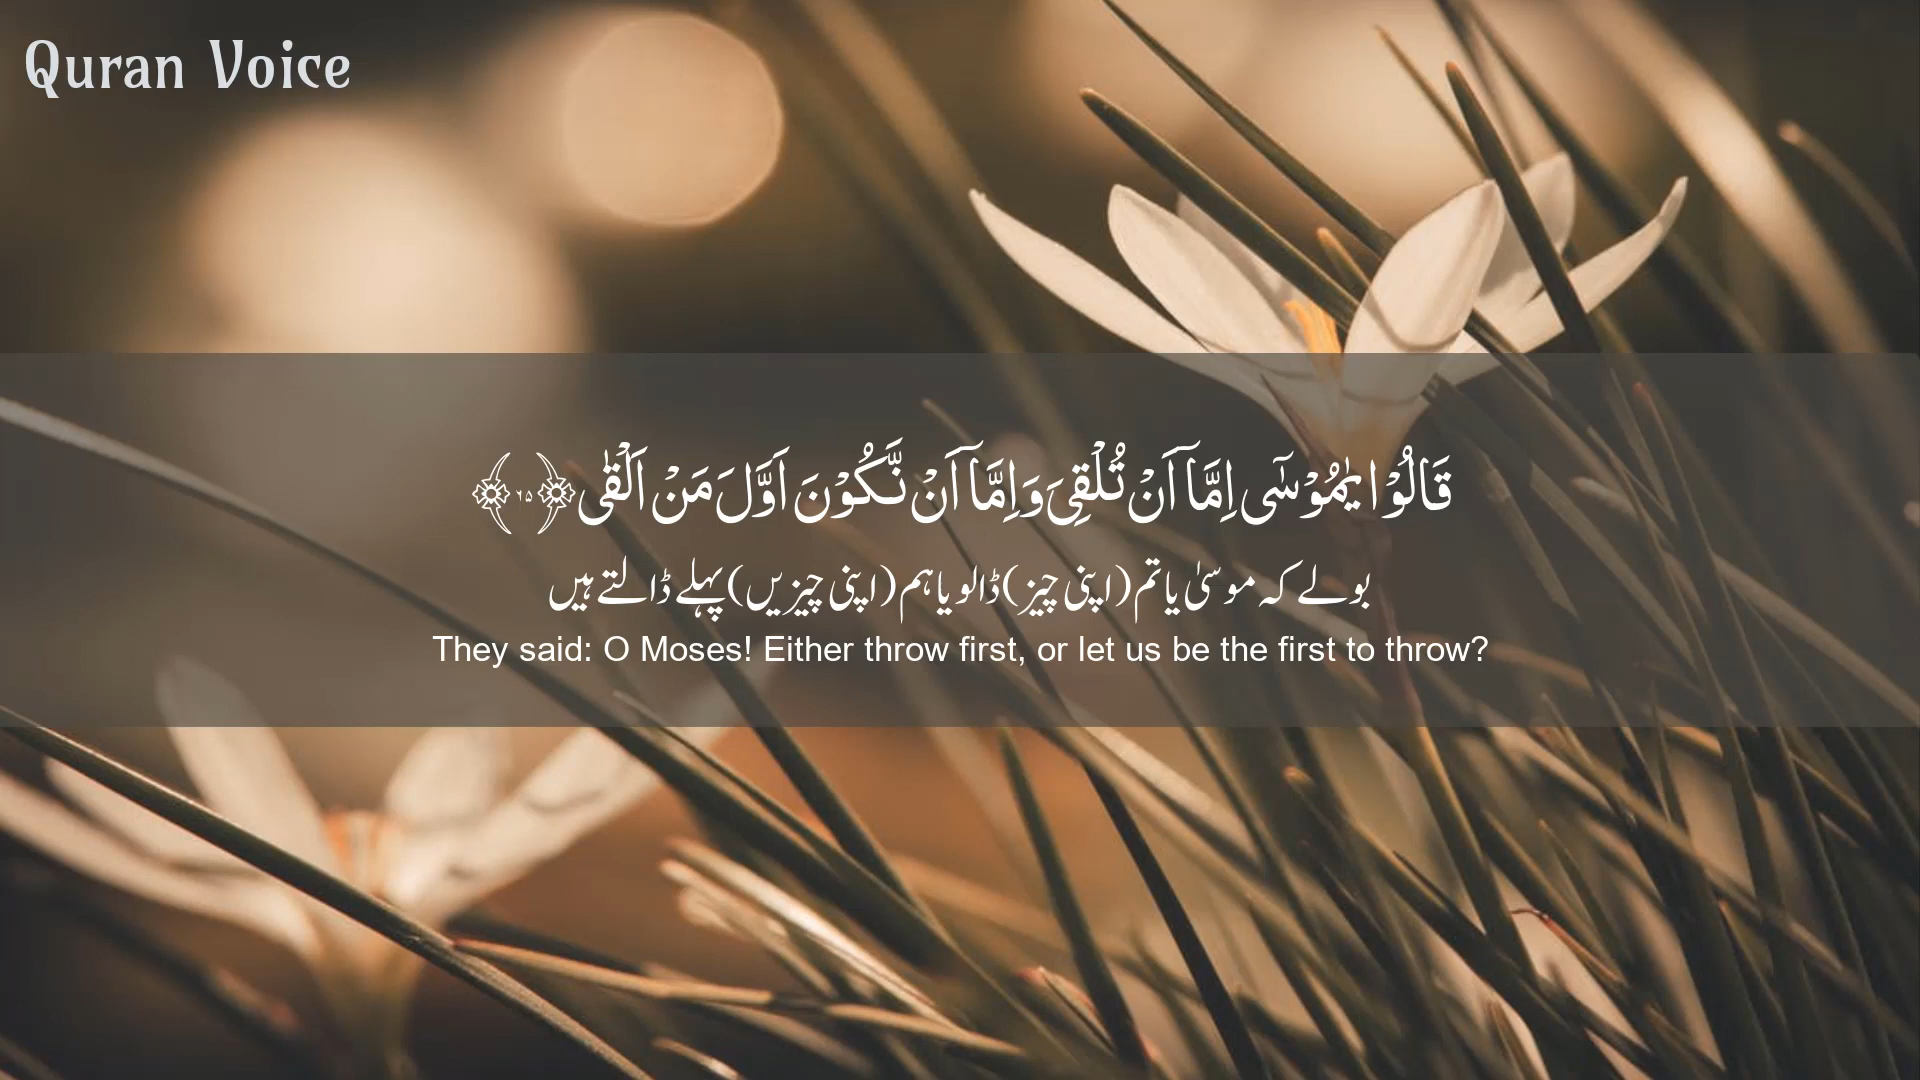 Quran Voice
قَالُوْا يٰمُوْسٰٓى اِمَّاۤ اَنْ تُلْقِىَ وَاِمَّاۤ اَنْ نَّكُوْنَ اَوَّلَ مَنْ اَلْقٰى ﴿۶۵﴾
بولے کہ موسیٰ یا تم (اپنی چیز) ڈالو یا ہم (اپنی چیزیں) پہلے ڈالتے ہیں
They said: O Moses! Either throw first, or let us be the first to throw?